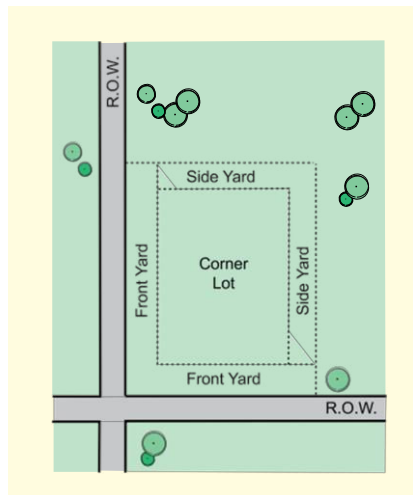 R.O.W.
Side Yard
Front Yard
Corner
Lot
Side Yard
Front Yard
R.O.W.